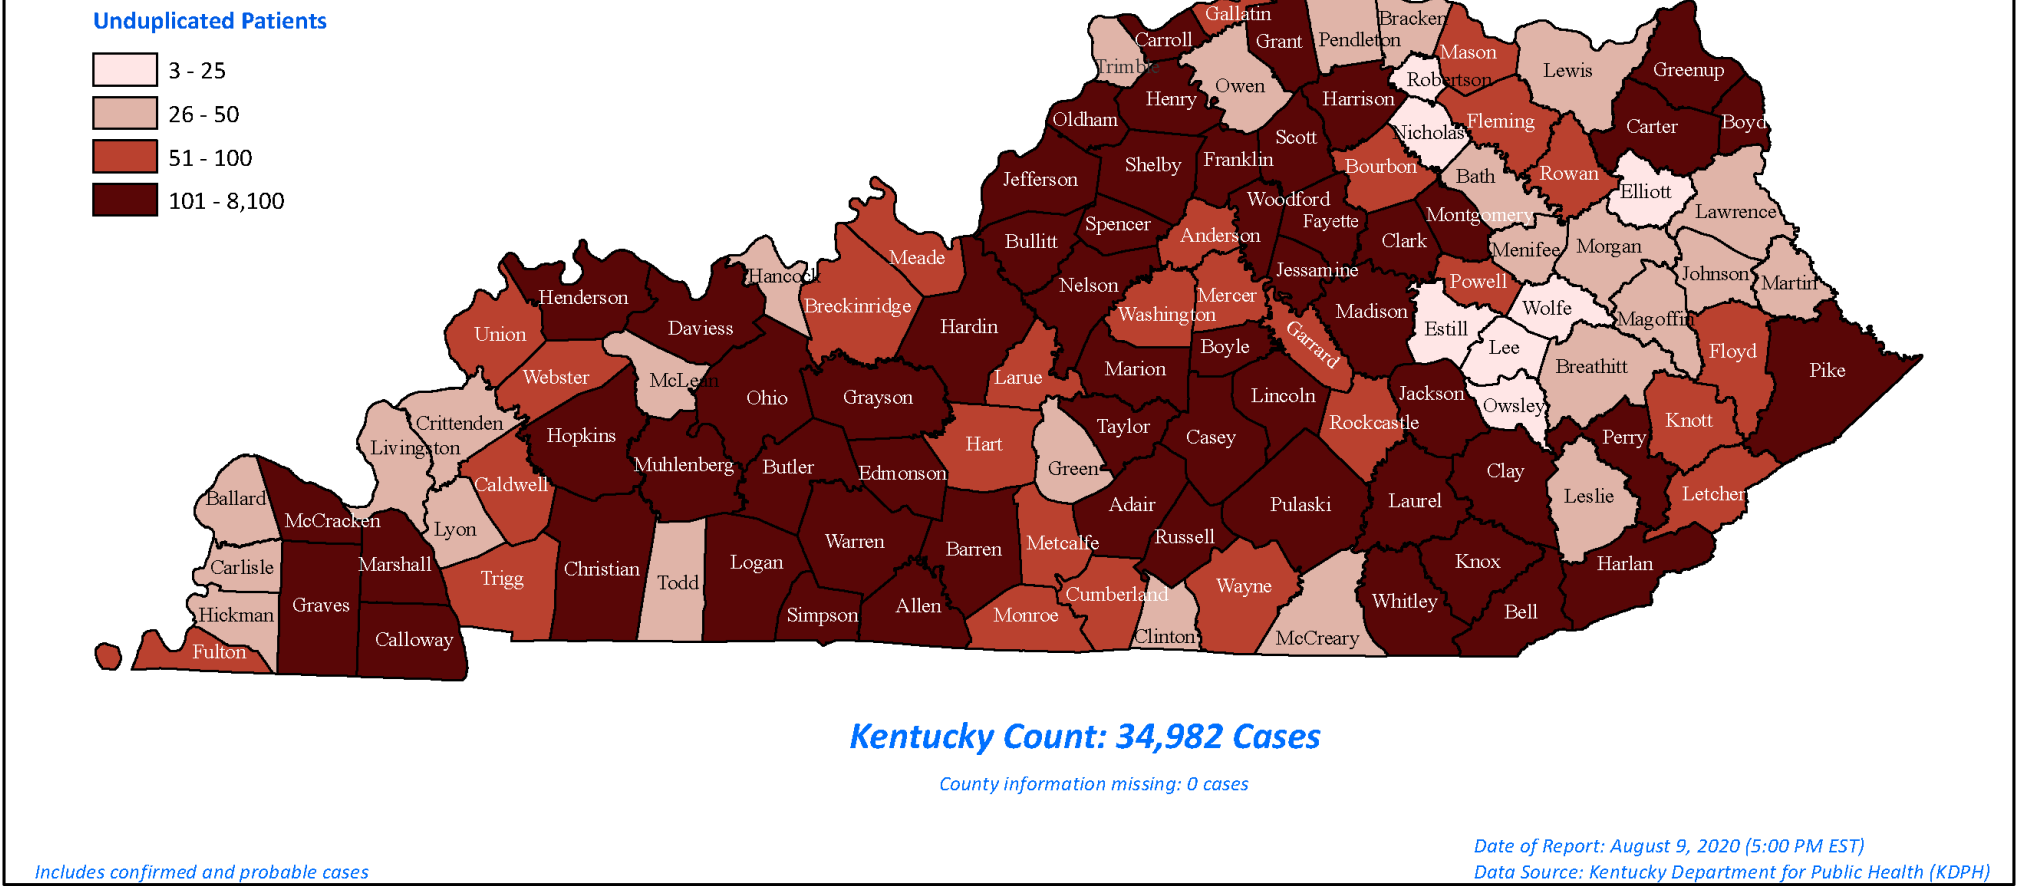 Unduplicated Patients
3 - 25
26 - 50
51 - 100
101 - 8,100
Gallatin
Bracken
Carroll
Grant
Pendleton
Mason
Trimble
Owen
Robertson
Lewis
Greenup
Henry
Harrison
Oldham
Nicholas
Fleming
Carter
Boyd
Scott
Shelby
Franklin
Bourbon
Jefferson
Bath
Rowan
Elliott
Woodford
Fayette
Montgomery
Lawrence
Spencer
Bullitt
Anderson
Clark
Menifee
Morgan
Meade
Hancock
Jessamine
Johnson
Martin
Nelson
Powell
Henderson
Breckinridge
Mercer
Washington
Madison
Wolfe
Magoffin
Union
Daviess
Hardin
Estill
Boyle
Garrard
Lee
Floyd
Webster
McLean
Larue
Marion
Breathitt
Pike
Ohio
Grayson
Lincoln
Jackson
Owsley
Crittenden
Livingston
Hopkins
Hart
Taylor
Casey
Rockcastle
Perry
Knott
Muhlenberg
Butler
Edmonson
Green
Clay
Ballard
Caldwell
Leslie
Letcher
McCracken
Lyon
Adair
Pulaski
Laurel
Warren
Barren
Metcalfe
Russell
Carlisle
Marshall
Trigg
Christian
Todd
Logan
Knox
Harlan
Hickman
Graves
Simpson
Allen
Monroe
Cumberland
Wayne
Whitley
Bell
Fulton
Calloway
Clinton
McCreary
Kentucky Count: 34,982 Cases
County information missing: 0 cases
Date of Report: August 9, 2020 (5:00 PM EST)
Includes confirmed and probable cases
Data Source: Kentucky Department for Public Health (KDPH)